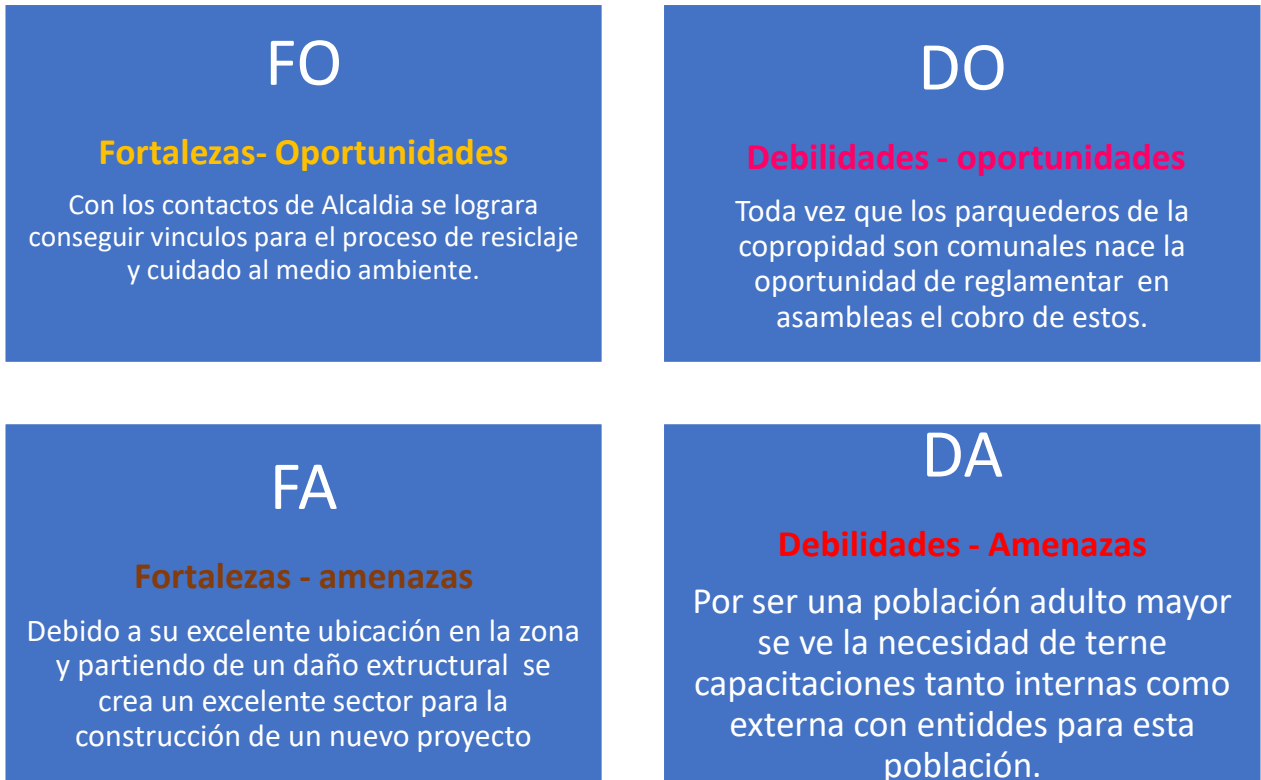 FO
Fortalezas- Oportunidades
Con los contactos de Alcaldia se lograra
conseguir vinculos para el proceso de resiclaje
y cuidado al medio ambiente.
DO
Debilidades - oportunidades
Toda vez que los parquederos de la
copropidad son comunales nace la
oportunidad de reglamentar en
asambleas el cobro de estos.
FA
Fortalezas - amenazas
Debido a su excelente ubicación en la zona
y partiendo de un daño extructural se
crea un excelente sector para la
construcción de un nuevo proyecto
DA
Debilidades - Amenazas
Por ser una población adulto mayor
se ve la necesidad de terne
capacitaciones tanto internas como
externa con entiddes para esta
población.